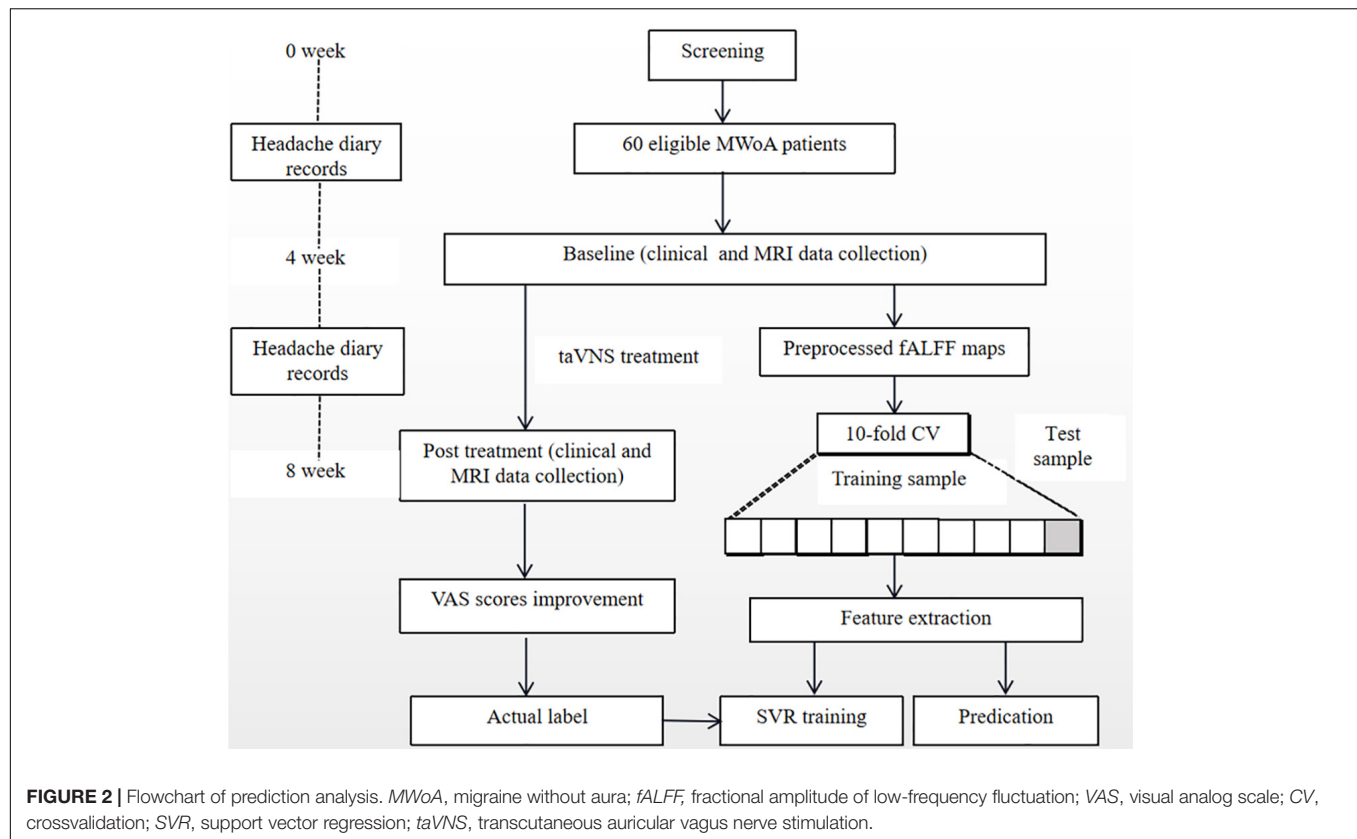 0 week
Screening
Headache diary
records
60 eligible MWoA patients
4 week
Baseline (clinical and MRI data collection)
Headache diary
records
taVNS treatment
Preprocessed fALFF maps
10-fold CV
Test
sample
8 week
Post treatment (clinical and
MRI data collection)
Training sample
VAS scores improvement
Feature extraction
Actual label
SVR training
Predication
FIGURE 2 | Flowchart of prediction analysis. MWoA, migraine without aura; fALFF, fractional amplitude of low-frequency fluctuation; VAS, visual analog scale; CV,
crossvalidation; SVR, support vector regression; taVNS, transcutaneous auricular vagus nerve stimulation.